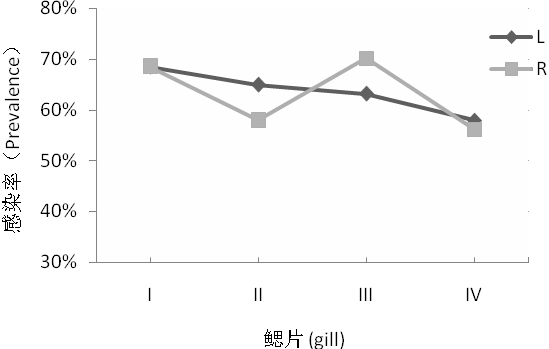 80%
70%
60%
50%
40%
30%
感染率（Prevalence）
I
II
III
IV
鳃片 (gill)
L
R